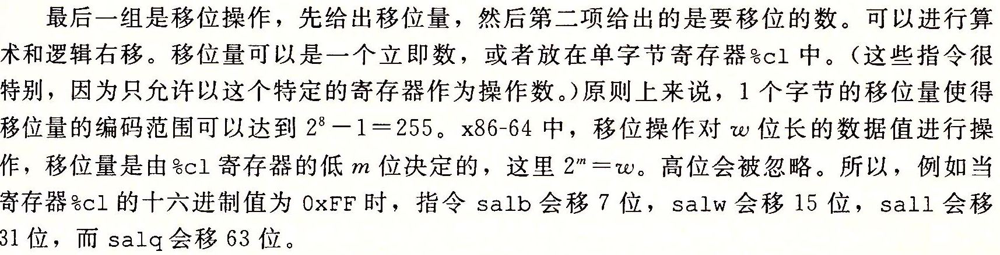 最后一组是移位操作，先给出移位量，然后第二项给出的是要移位的数。可以进行算
术和逻辑右移。移位量可以是一个立即数，或者放在单字节寄存器%cl中。（这些指令很
特别，因为只允许以这个特定的寄存器作为操作数。）原则上来说，1个字节的移位量使得
移位量的编码范围可以达到 2⁸－1＝255。x86-64 中，移位操作对 w 位长的数据值进行操
作，移位量是由%cl寄存器的低 m 位决定的，这里 2ᵐ＝w。高位会被忽略。所以，例如当
寄存器%cl的十六进制值为 0xFF 时，指令 salb 会移 7 位，salw 会移 15 位，sall 会移
31 位，而 salq 会移 63 位。